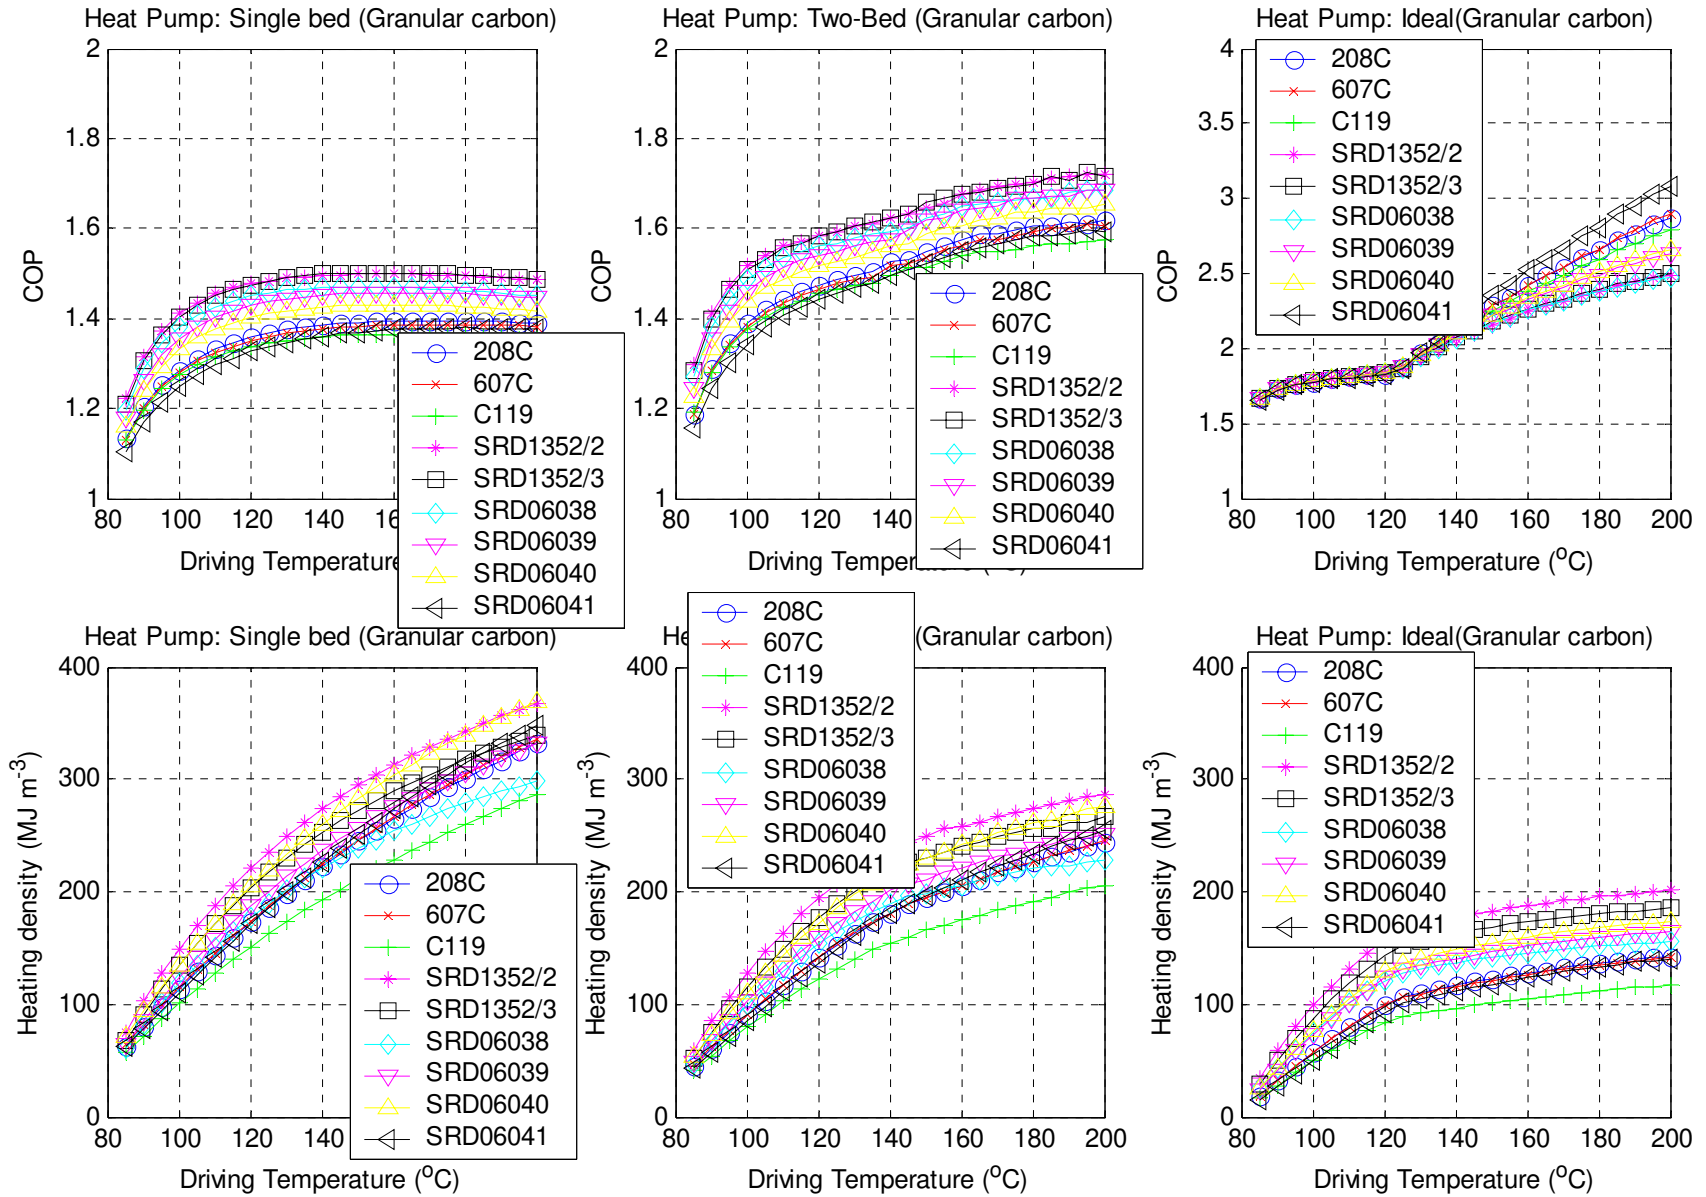 Heat Pump: Single bed (Granular carbon)
2
1.8
1.6
1.4
1.2
1
COP
80 100 120 140 16
Driving Temperature
208C
607C
C119
SRD1352/2
SRD1352/3
SRD06038
SRD06039
SRD06040
SRD06041
Heat Pump: Two-Bed (Granular carbon)
2
1.8
1.6
1.4
1.2
1
COP
80 100 120 140
Driving Temperature (°C)
208C
607C
C119
SRD1352/2
SRD1352/3
SRD06038
SRD06039
SRD06040
SRD06041
Heat Pump: Ideal(Granular carbon)
4
3.5
3
2.5
2
1.5
1
COP
80 100 120 140 160 180 200
Driving Temperature (°C)
208C
607C
C119
SRD1352/2
SRD1352/3
SRD06038
SRD06039
SRD06040
SRD06041
Heat Pump: Single bed (Granular carbon)
400
300
200
100
0
Heating density (MJ m-3)
80 100 120 140
Driving Temperature (°C)
208C
607C
C119
SRD1352/2
SRD1352/3
SRD06038
SRD06039
SRD06040
SRD06041
(Granular carbon)
400
300
200
100
0
Heating density (MJ m-3)
80 100 120 140 160 180 200
Driving Temperature (°C)
208C
607C
C119
SRD1352/2
SRD1352/3
SRD06038
SRD06039
SRD06040
SRD06041
Heat Pump: Ideal(Granular carbon)
400
300
200
100
0
Heating density (MJ m-3)
80 100 120 140 160 180 200
Driving Temperature (°C)
208C
607C
C119
SRD1352/2
SRD1352/3
SRD06038
SRD06039
SRD06040
SRD06041